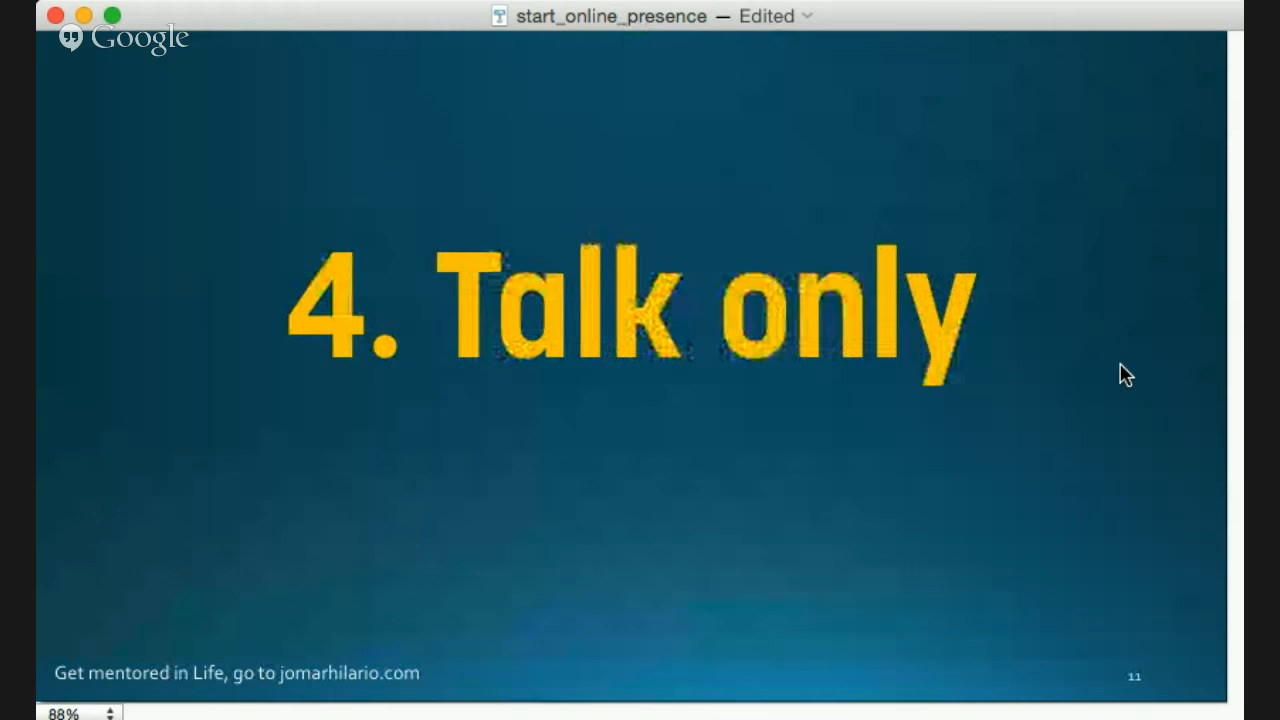 start_online_presence — Edited
Google
4. Talk only
Get mentored in Life, go to jomarhilario.com
11
88%